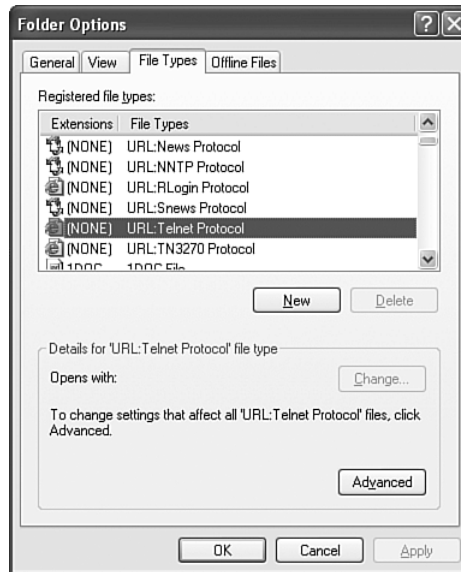 Folder Options
General View File Types Offline Files
Registered file types:
Extensions File Types
(NONE) URL:News Protocol
(NONE) URL:NNTP Protocol
(NONE) URL:RLogin Protocol
(NONE) URL:Snews Protocol
(NONE) URL:Telnet Protocol
(NONE) URL:TN3270 Protocol
1DOC 1DOC File
New Delete
Details for 'URL:Telnet Protocol' file type
Opens with: Change...
To change settings that affect all 'URL:Telnet Protocol' files, click
Advanced.
Advanced
OK Cancel Apply